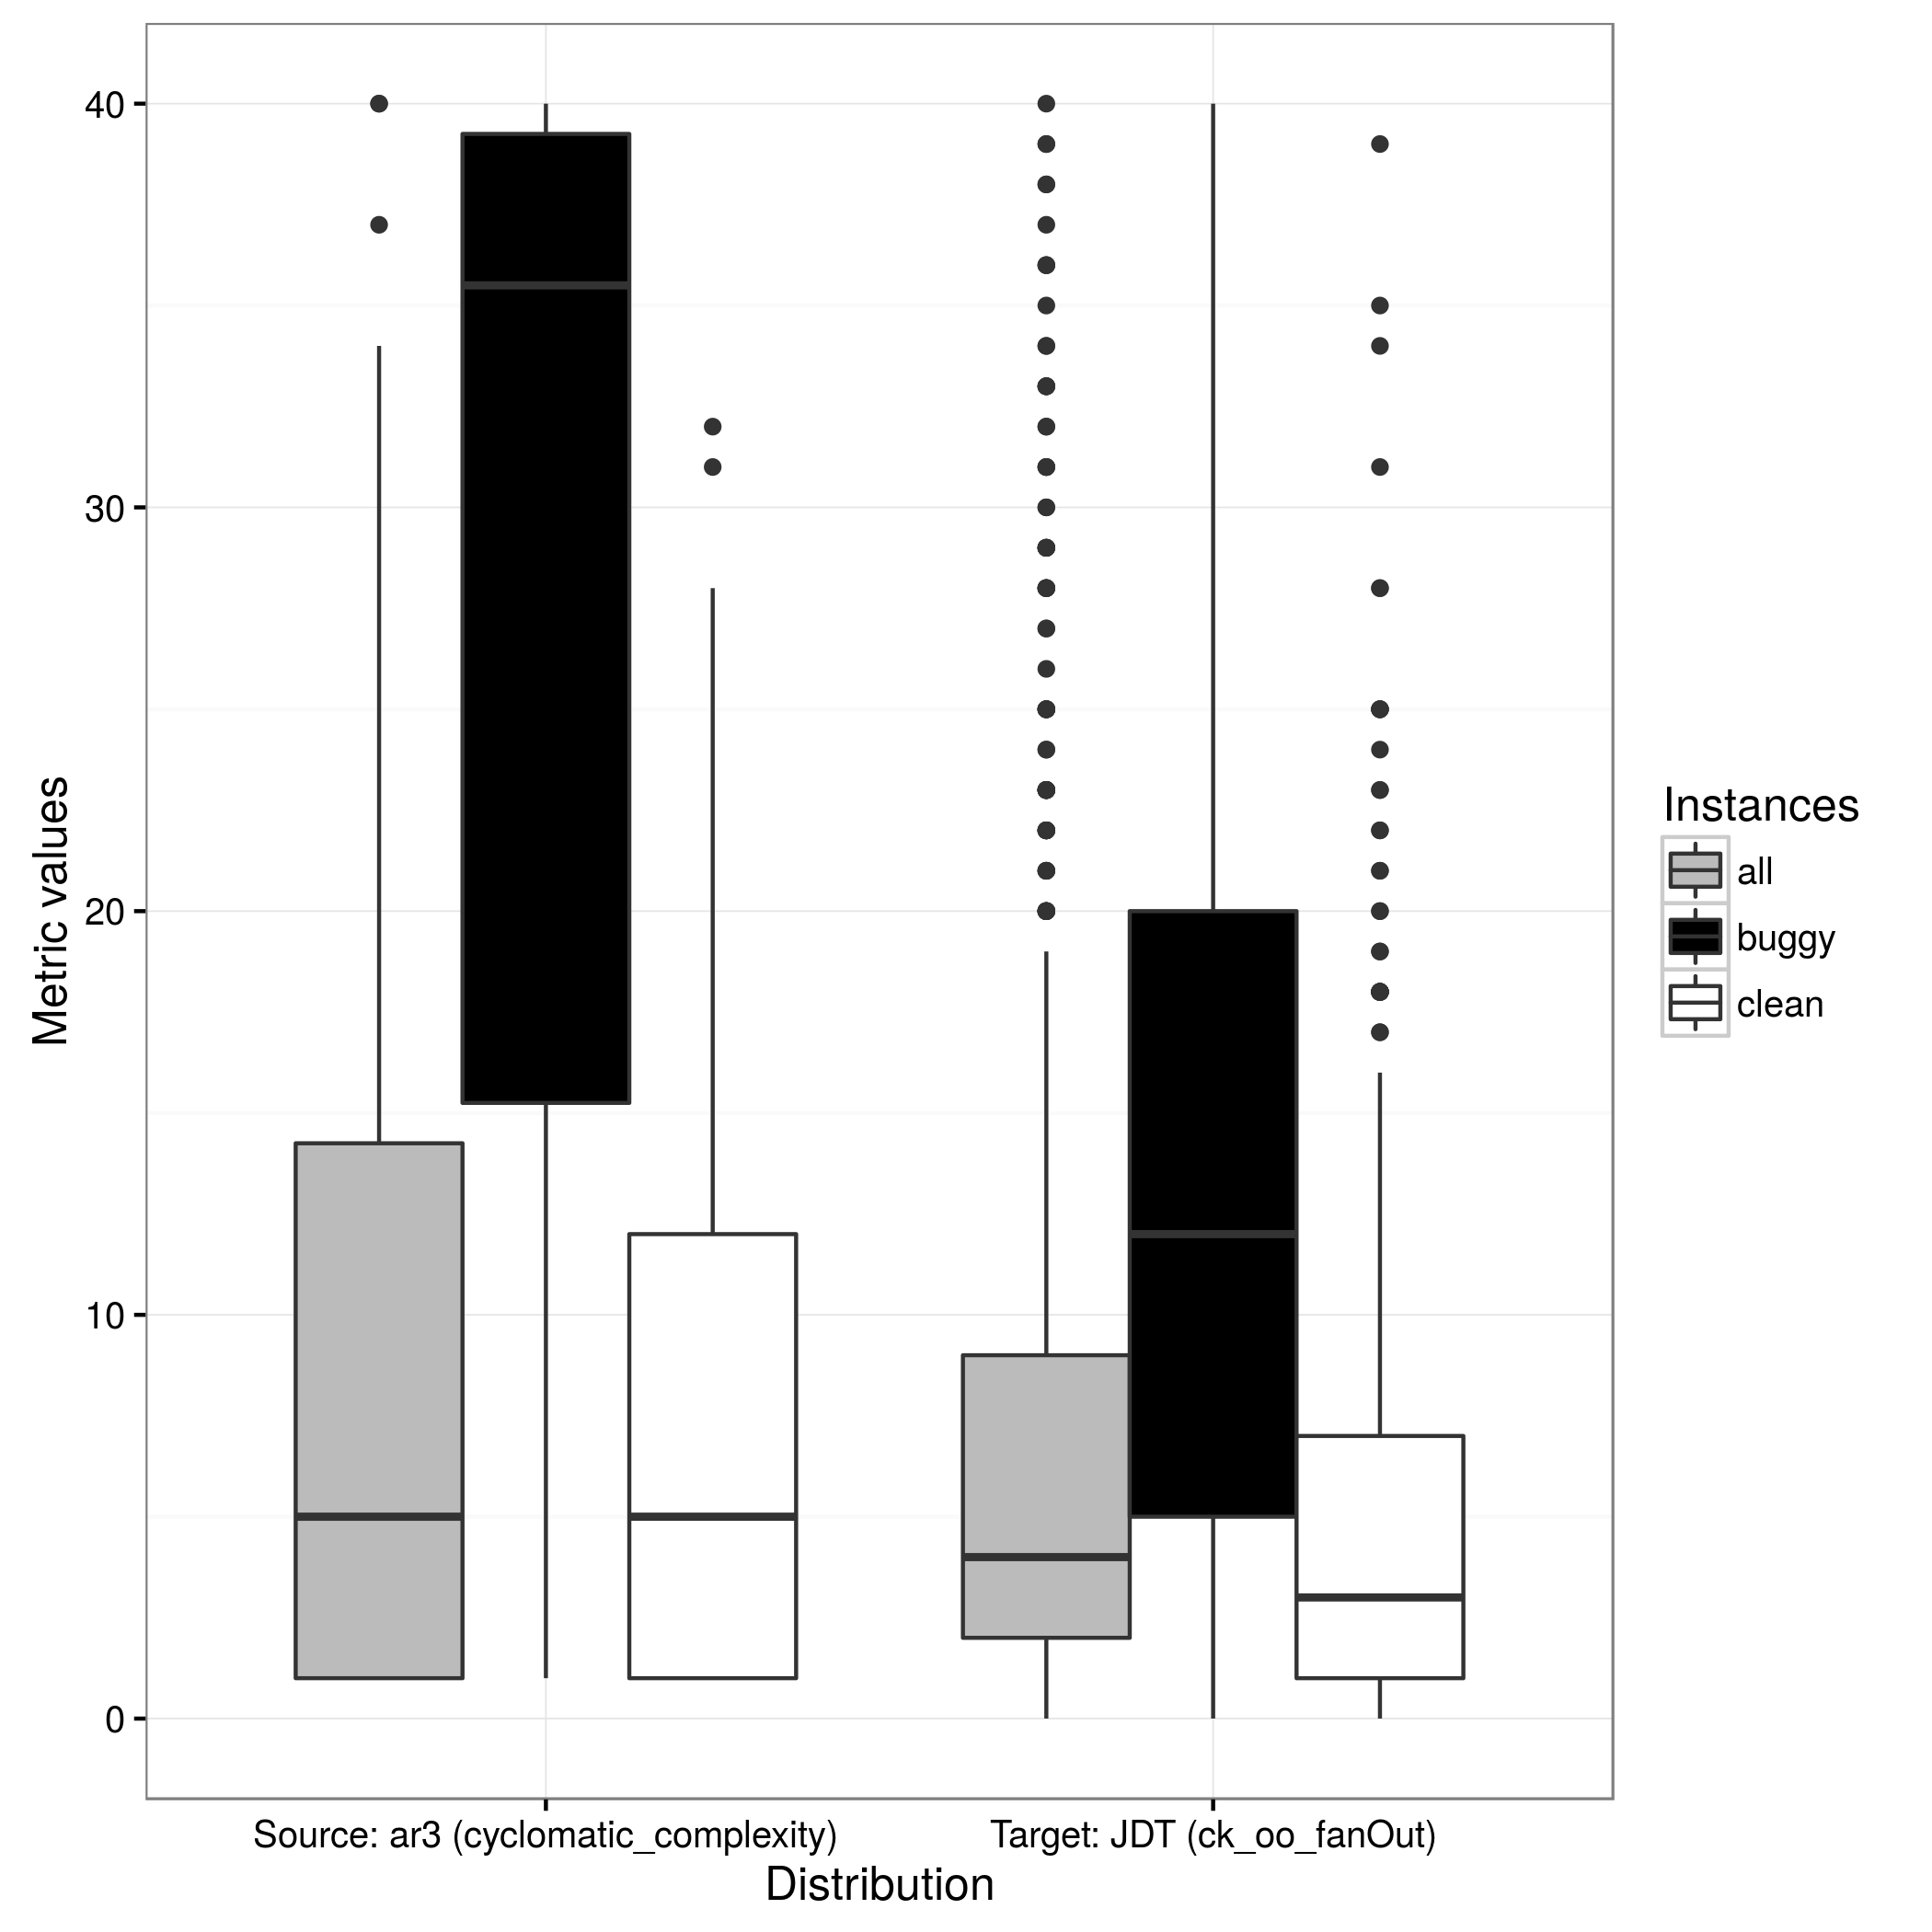 Metric values
40
30
20
10
0
Source: ar3 (cyclomatic_complexity)
Target: JDT (ck_oo_fanOut)
Distribution
Instances
all
buggy
clean